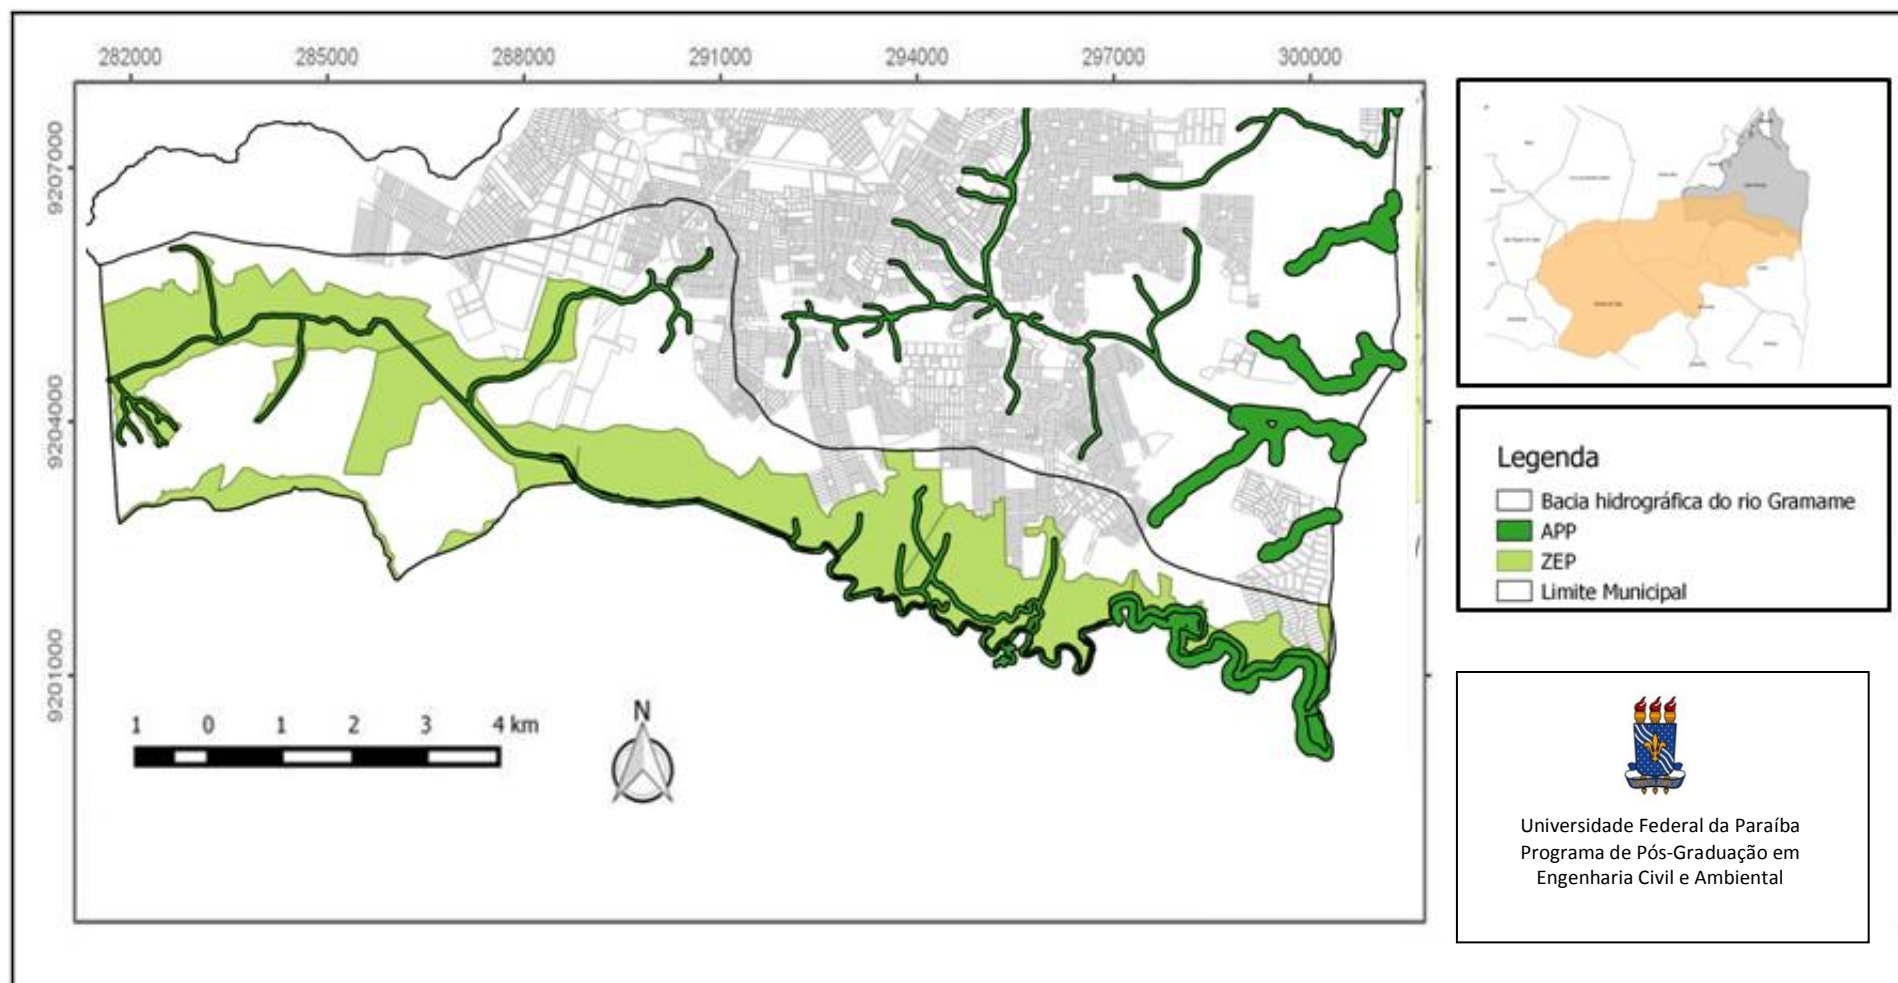 282000 285000 288000 291000 294000 297000 300000
9207000
9204000
9201000
1 0 1 2 3 4 km
N
Legenda
Bacia hidrográfica do rio Gramame
APP
ZEP
Limite Municipal
Universidade Federal da Paraíba
Programa de Pós-Graduação em
Engenharia Civil e Ambiental